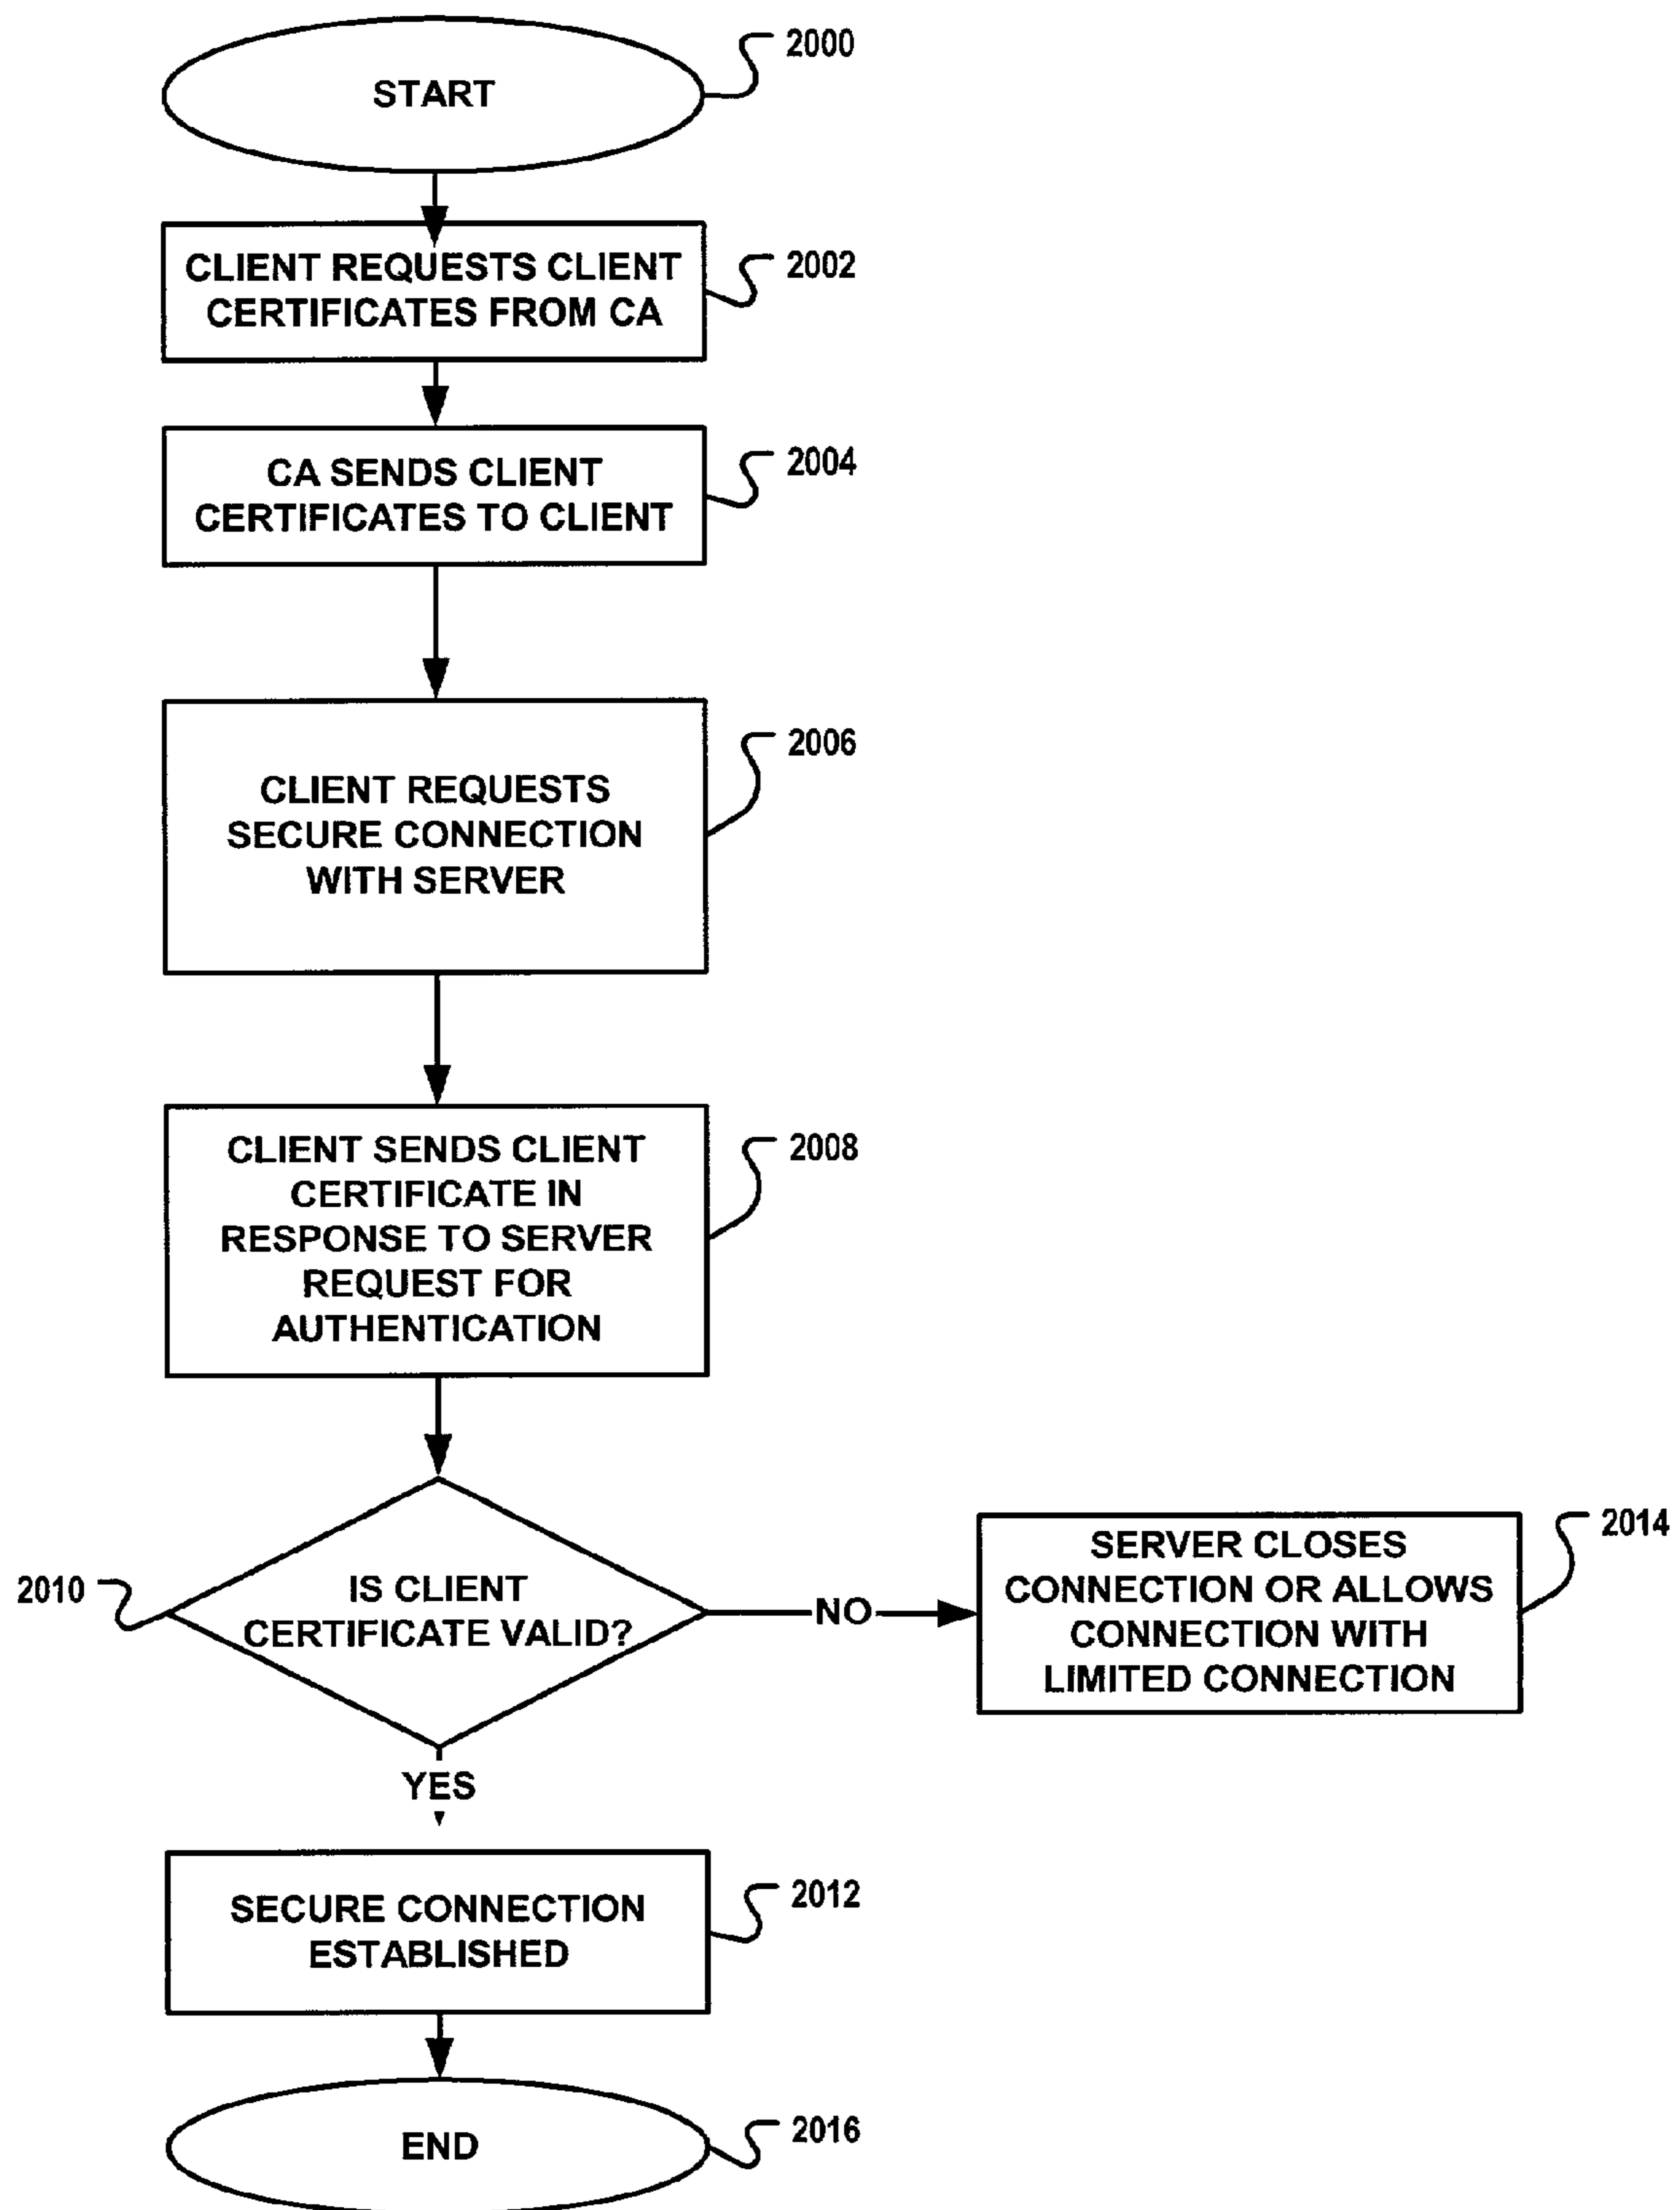 START
2000
CLIENT REQUESTS CLIENT
CERTIFICATES FROM CA
2002
CA SENDS CLIENT
CERTIFICATES TO CLIENT
2004
CLIENT REQUESTS
SECURE CONNECTION
WITH SERVER
2006
CLIENT SENDS CLIENT
CERTIFICATE IN
RESPONSE TO SERVER
REQUEST FOR
AUTHENTICATION
2008
2010
IS CLIENT
CERTIFICATE VALID?
NO
SERVER CLOSES
CONNECTION OR ALLOWS
CONNECTION WITH
LIMITED CONNECTION
2014
YES
SECURE CONNECTION
ESTABLISHED
2012
END
2016